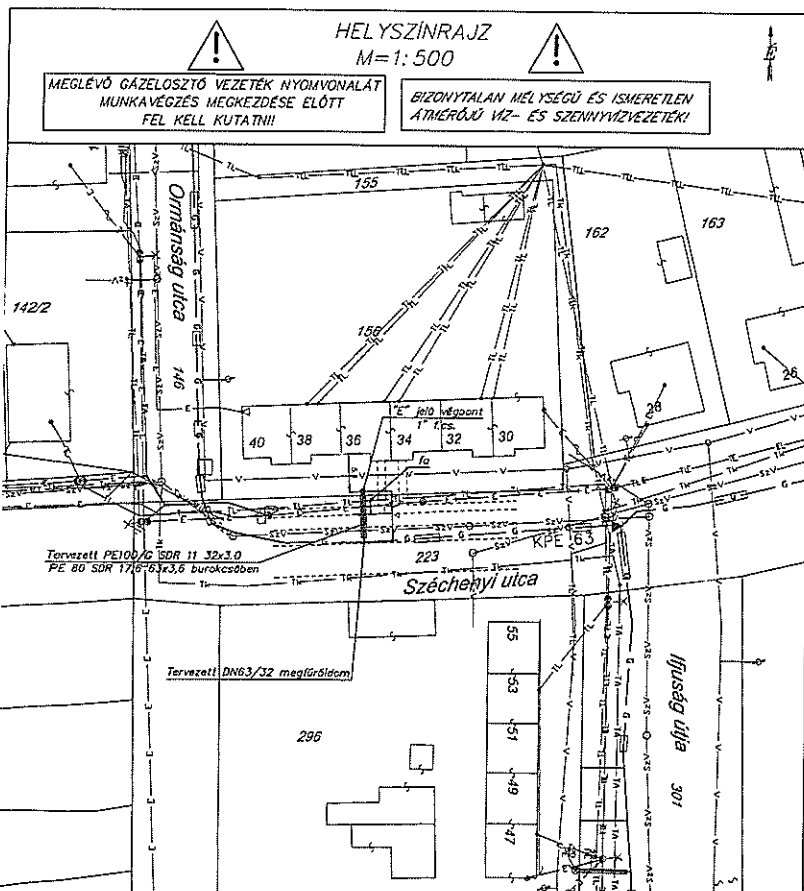 HELYSZÍNRAJZ
M=1:500
!
!
É
MEGLÉVŐ GÁZELOSZTÓ VEZETÉK NYOMVONALÁT
MUNKAVÉGZÉS MEGKEZDÉSE ELŐTT
FEL KELL KUTATNI!
BIZONYTALAN MÉLYSÉGŰ ÉS ISMERETLEN
ÁTMÉRŐJŰ VÍZ- ÉS SZENNYVÍZVEZETÉK!
155
162
163
142/2
Ormánság utca
146
156
"E" jelű végpont
1" f.cs.
40
38
36
34
32
30
28
26
fa
KPE 63
Tervezett PE100/G SDR 11 32x3.0
PE 80 SDR 17,6 63x3,6 burokcsőben
223
Széchenyi utca
Tervezett DN63/32 megfúróidom
296
55
53
51
49
47
Ifjuság útja
301